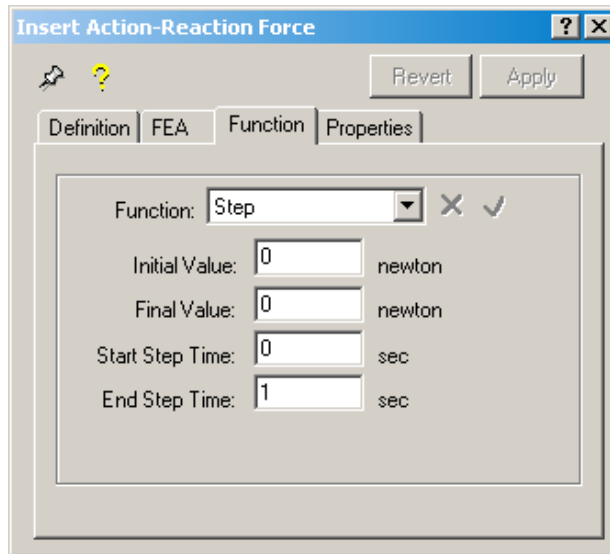 Insert Action-Reaction Force ? X
? Revert Apply
Definition FEA Function Properties
Function: Step
Initial Value: 0 newton
Final Value: 0 newton
Start Step Time: 0 sec
End Step Time: 1 sec